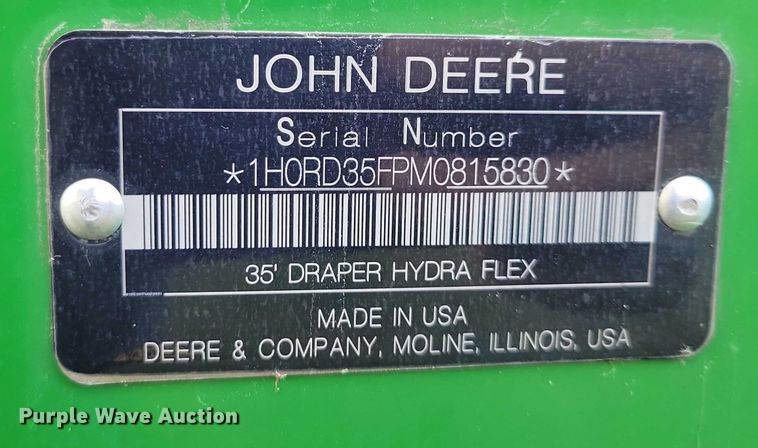 JOHN DEERE
Serial Number
*1H0RD35FPM0815830*
35' DRAPER HYDRA FLEX
MADE IN USA
DEERE & COMPANY, MOLINE, ILLINOIS, USA
Purple Wave Auction